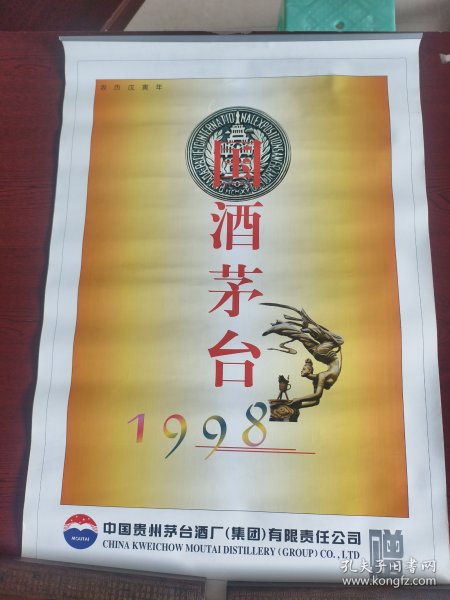 农历戊寅年
国酒茅台
1998
MOUTAI
中国贵州茅台酒厂(集团)有限责任公司
CHINA KWEICHOW MOUTAI DISTILLERY (GROUP) CO., LTD
赠
孔夫子旧书网
www.kongfz.com